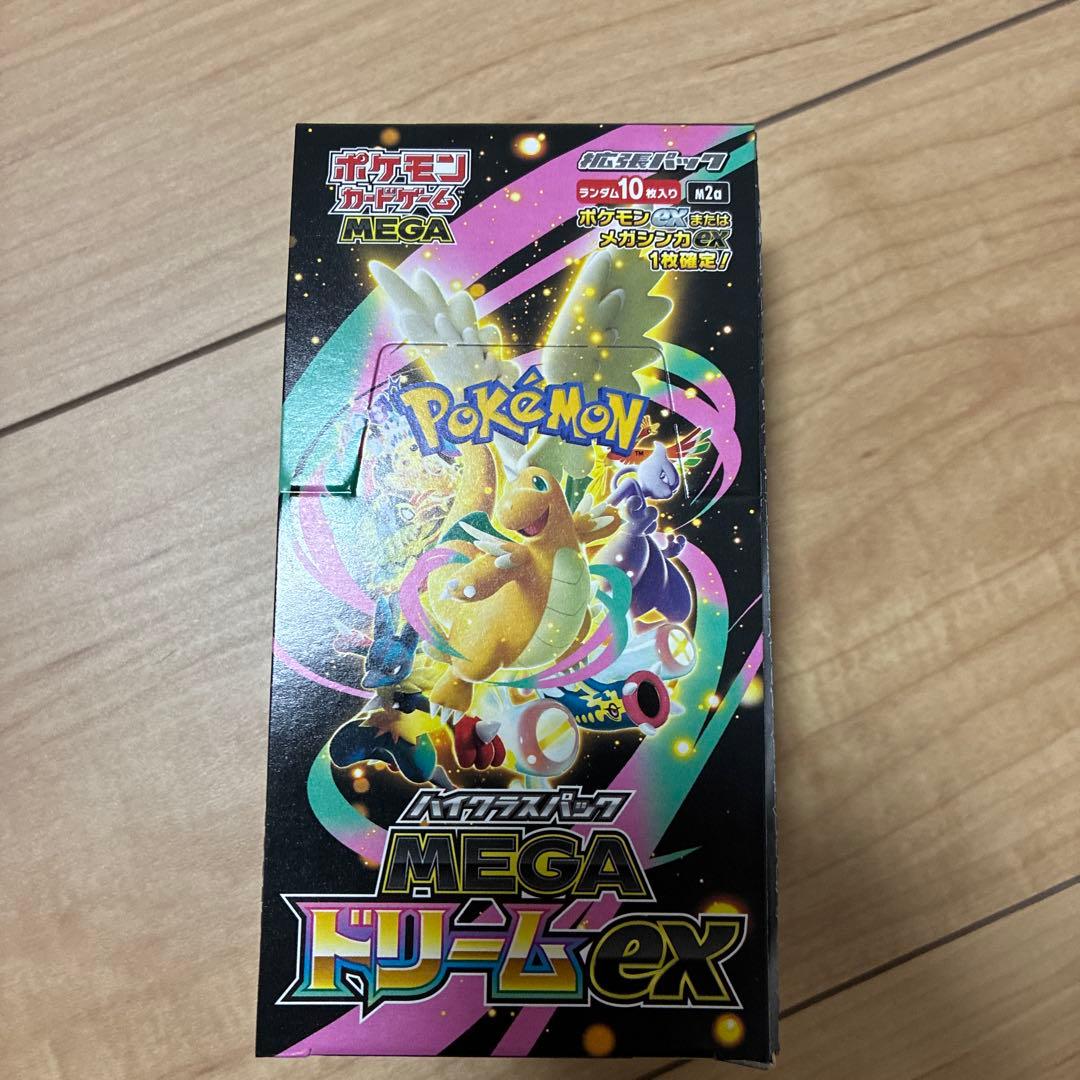 ポケモン
カードゲーム™
MEGA
拡張パック
ランダム10枚入り M2a
ポケモンexまたは
メガシンカex
1枚確定!
POKéMON™
ハイクラスパック
MEGA
ドリームex